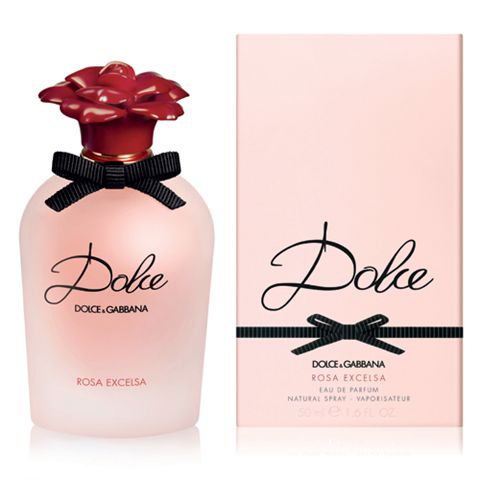 Dolce
DOLCE & GABBANA
ROSA EXCELSA
Dolce
DOLCE & GABBANA
ROSA EXCELSA
EAU DE PARFUM
NATURAL SPRAY - VAPORISATEUR
50 ml ℮ 1.6 FL. OZ.